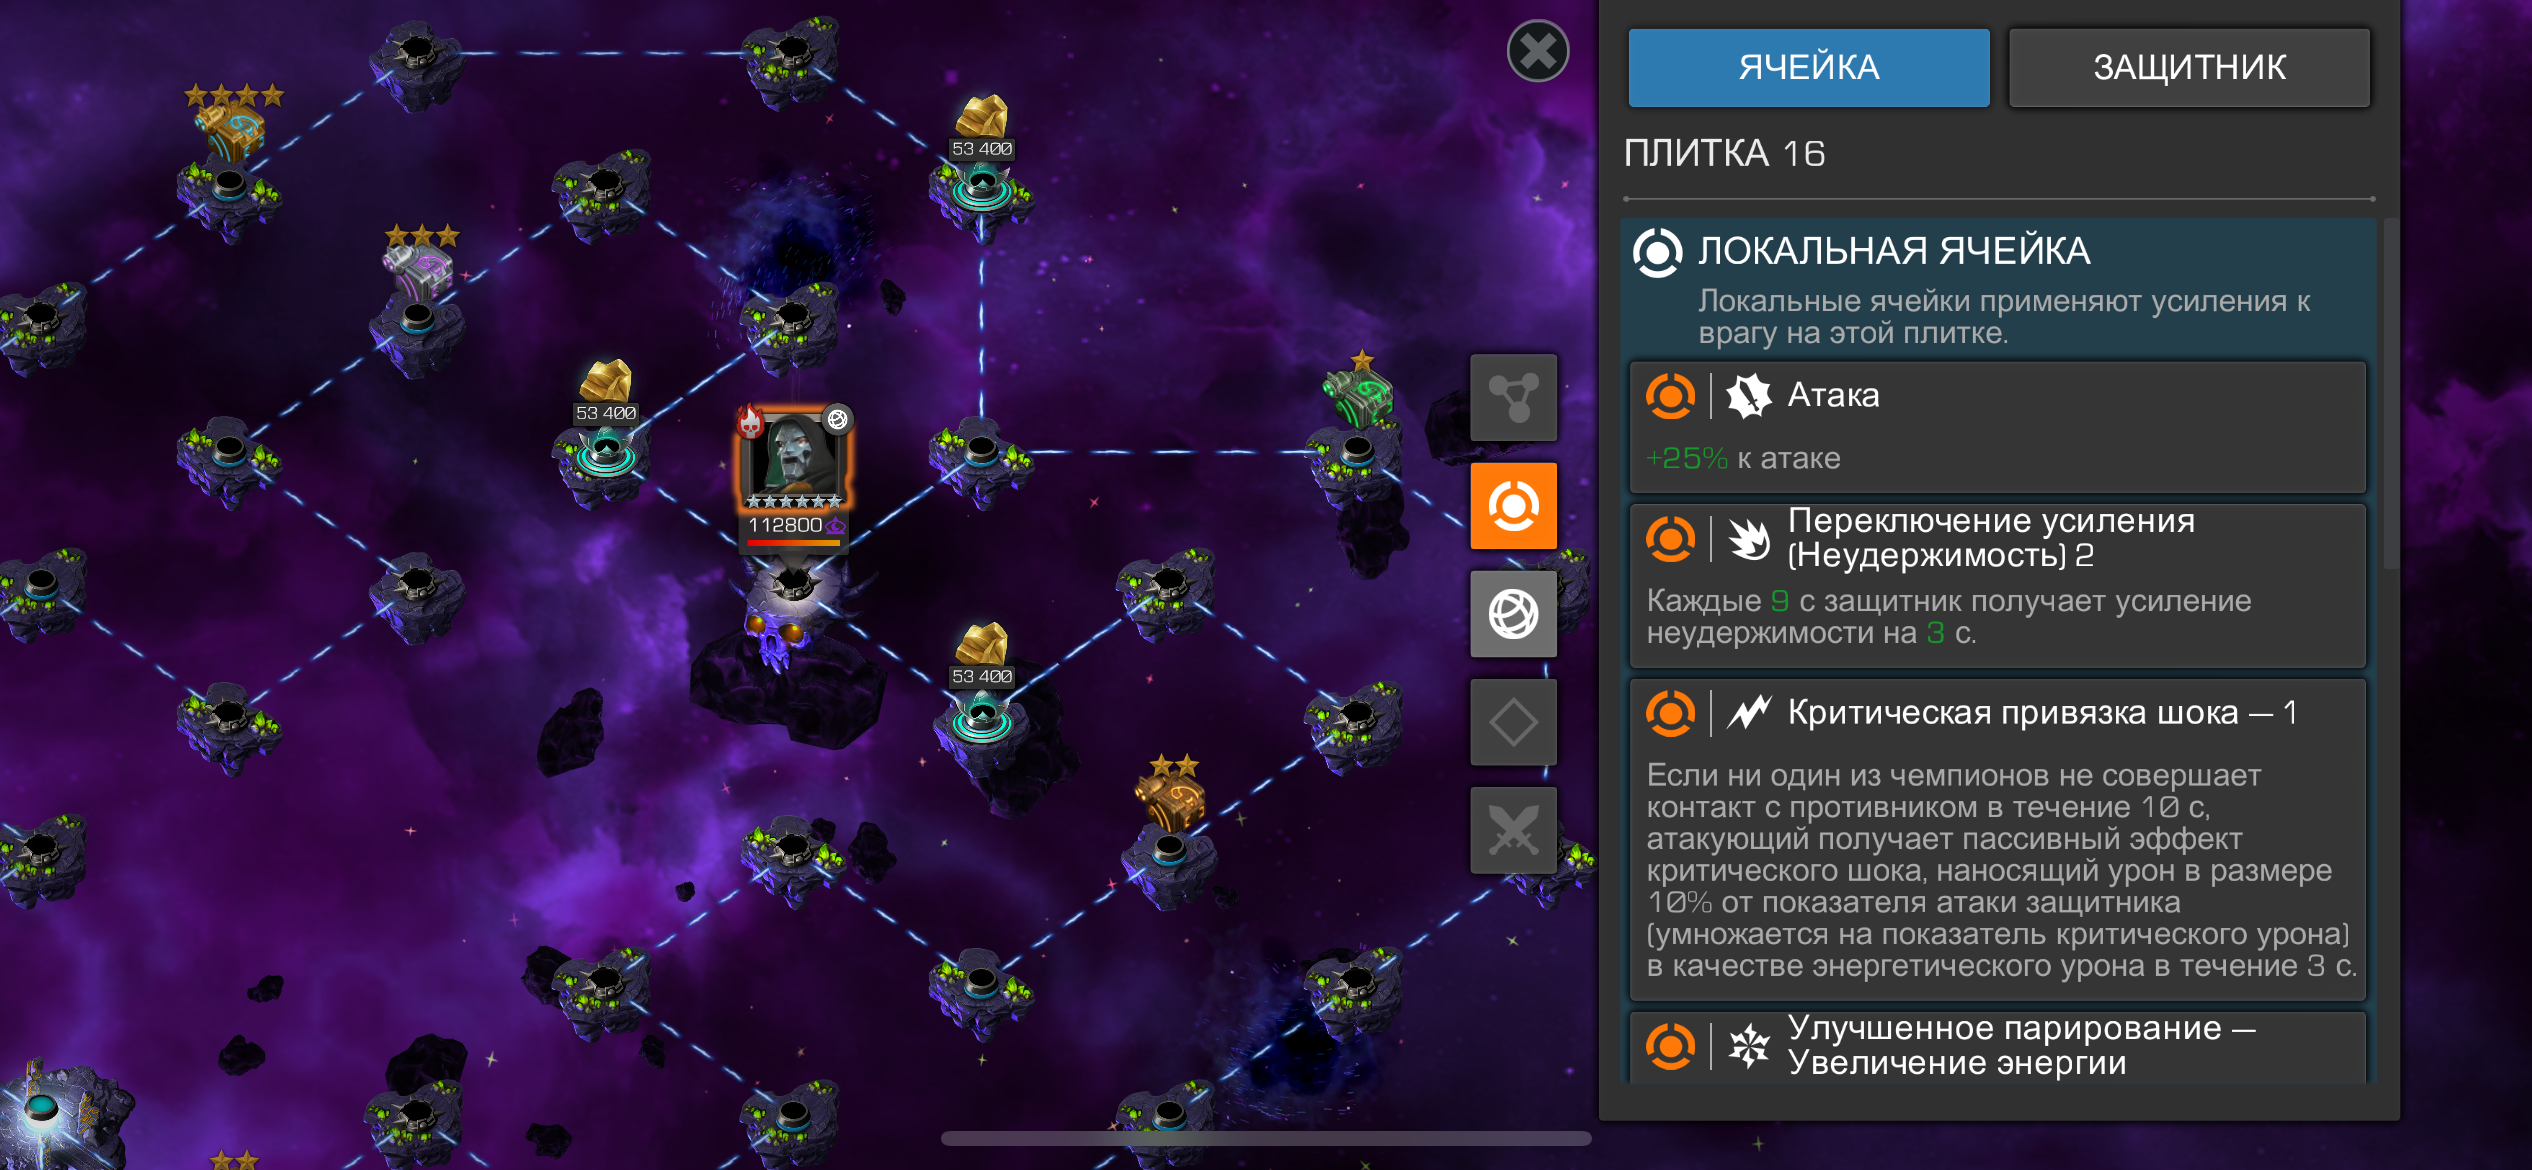 53 400
53 400
112800
53 400
ЯЧЕЙКА
ЗАЩИТНИК
ПЛИТКА 16
ЛОКАЛЬНАЯ ЯЧЕЙКА
Локальные ячейки применяют усиления к
врагу на этой плитке.
Атака
+25% к атаке
Переключение усиления
(Неудержимость) 2
Каждые 9 с защитник получает усиление
неудержимости на 3 с.
Критическая привязка шока — 1
Если ни один из чемпионов не совершает
контакт с противником в течение 10 с,
атакующий получает пассивный эффект
критического шока, наносящий урон в размере
10% от показателя атаки защитника
(умножается на показатель критического урона)
в качестве энергетического урона в течение 3 с.
Улучшенное парирование —
Увеличение энергии